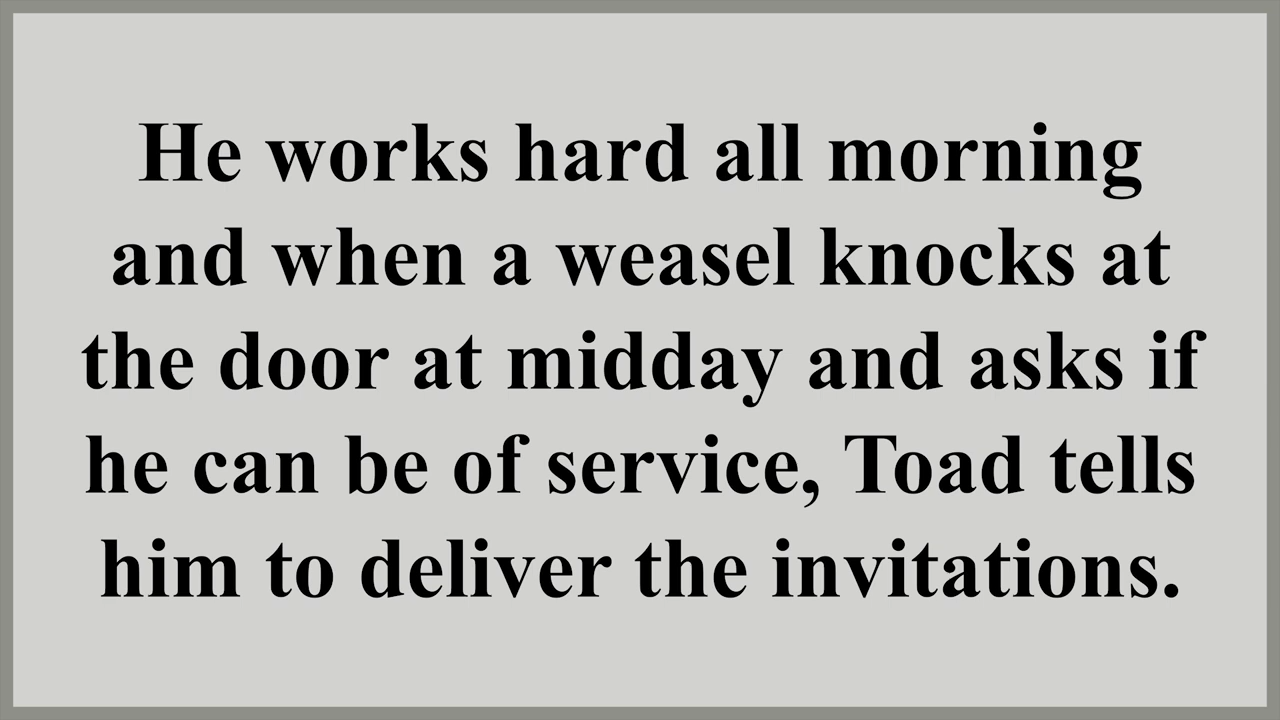 He works hard all morning
and when a weasel knocks at
the door at midday and asks if
he can be of service, Toad tells
him to deliver the invitations.